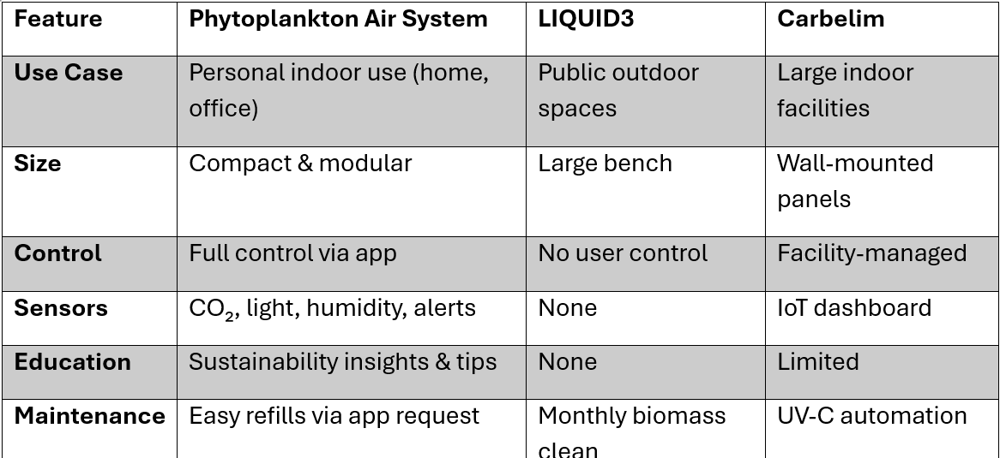 Feature Phytoplankton Air System LIQUID3 Carbelim
Use Case Personal indoor use (home, Public outdoor Large indoor
office) spaces facilities
Size Compact & modular Large bench Wall-mounted
panels
Control Full control via app No user control Facility-managed
Sensors CO₂, light, humidity, alerts None IoT dashboard
Education Sustainability insights & tips None Limited
Maintenance Easy refills via app request Monthly biomass UV-C automation
clean